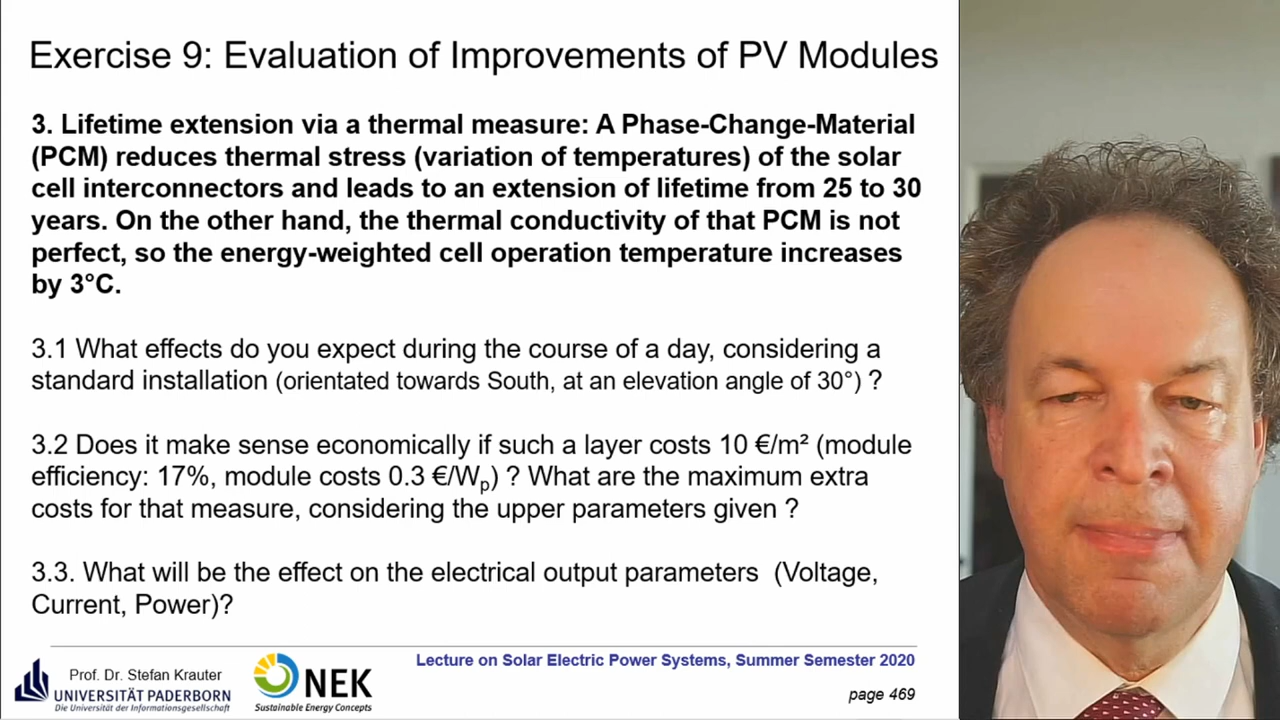 Exercise 9: Evaluation of Improvements of PV Modules
3. Lifetime extension via a thermal measure: A Phase-Change-Material
(PCM) reduces thermal stress (variation of temperatures) of the solar
cell interconnectors and leads to an extension of lifetime from 25 to 30
years. On the other hand, the thermal conductivity of that PCM is not
perfect, so the energy-weighted cell operation temperature increases
by 3°C.
3.1 What effects do you expect during the course of a day, considering a
standard installation (orientated towards South, at an elevation angle of 30°) ?
3.2 Does it make sense economically if such a layer costs 10 €/m² (module
efficiency: 17%, module costs 0.3 €/Wp) ? What are the maximum extra
costs for that measure, considering the upper parameters given ?
3.3. What will be the effect on the electrical output parameters (Voltage,
Current, Power)?
Prof. Dr. Stefan Krauter
UNIVERSITÄT PADERBORN
Die Universität der Informationsgesellschaft
NEK
Sustainable Energy Concepts
Lecture on Solar Electric Power Systems, Summer Semester 2020
page 469